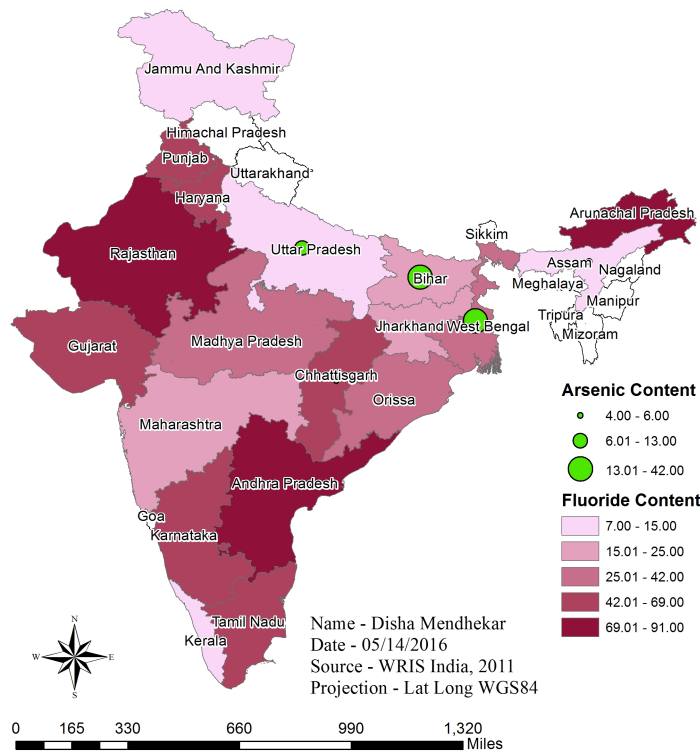 Jammu And Kashmir
Himachal Pradesh
Punjab
Uttarakhand
Haryana
Arunachal Pradesh
Sikkim
Rajasthan
Uttar Pradesh
Assam
Nagaland
Bihar
Meghalaya
Manipur
Tripura
Jharkhand West Bengal
Mizoram
Gujarat
Madhya Pradesh
Chhattisgarh
Orissa
Maharashtra
Andhra Pradesh
Goa
Karnataka
Tamil Nadu
Kerala
Arsenic Content
4.00 - 6.00
6.01 - 13.00
13.01 - 42.00
Fluoride Content
7.00 - 15.00
15.01 - 25.00
25.01 - 42.00
42.01 - 69.00
69.01 - 91.00
N
W
E
S
Name - Disha Mendhekar
Date - 05/14/2016
Source - WRIS India, 2011
Projection - Lat Long WGS84
0 165 330 660 990 1,320
Miles